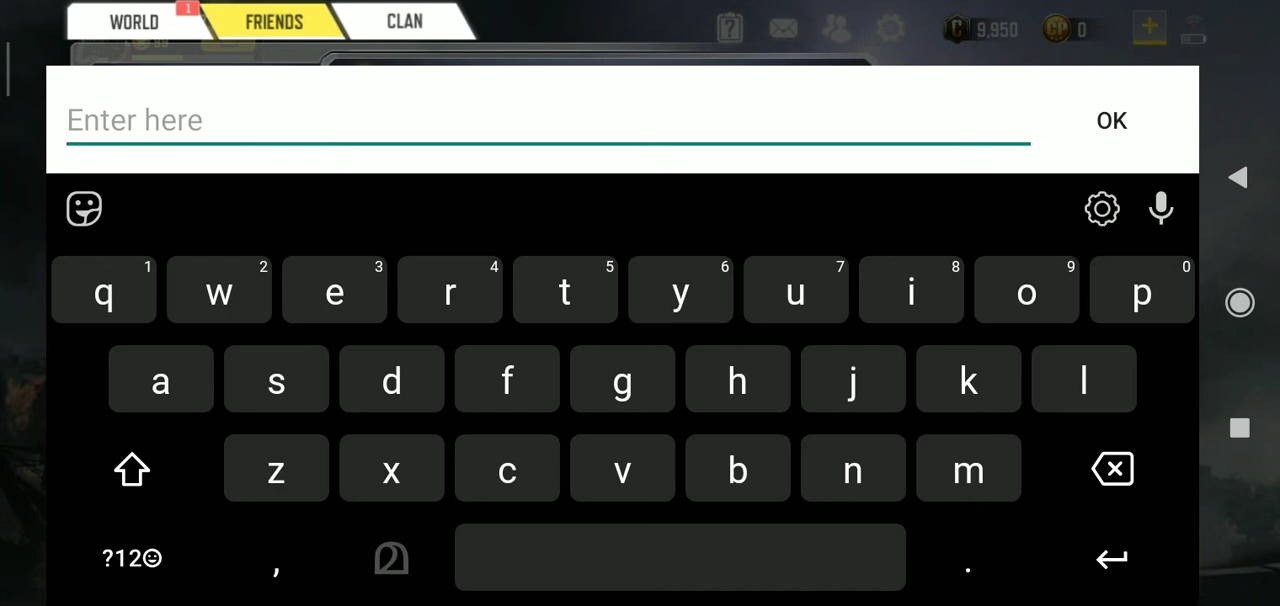 WORLD 1 FRIENDS CLAN
9,950 CP 0 +
Enter here OK
1 2 3 4 5 6 7 8 9 0
q w e r t y u i o p
a s d f g h j k l
z x c v b n m
?12☺ , മ .